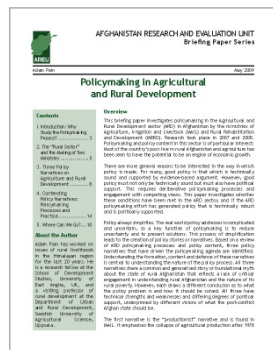 AFGHANISTAN RESEARCH AND EVALUATION UNIT
Briefing Paper Series
AREU
Adam Pain
May 2009
Policymaking in Agricultural
and Rural Development
Contents
1. Introduction: Why
Study the Policymaking
Process? ............... 3
2. The "Rural Sector"
and the Making of Two
Ministries ............. 5
3. Three Policy
Narratives on
Agriculture and Rural
Development ........ 8
4. Contending
Policy Narratives:
Policymaking
Processes and
Practice ............... 14
5. Where Can We Go?... 18
About the Author
Adam Pain has worked on
issues of rural livelihoods
in the Himalayan region
for the last 20 years. He
is a research fellow at the
School of Development
Studies, University of
East Anglia, UK, and
a visiting professor of
rural development at the
Department of Urban
and Rural Development,
Swedish University of
Agricultural Science,
Uppsala.
Overview
This briefing paper investigates policymaking in the Agricultural and
Rural Development sector (ARD) in Afghanistan by the ministries of
Agriculture, Irrigation and Livestock (MAIL) and Rural Rehabilitation
and Development (MRRD). Research took place in 2007 and 2008.
Policymaking and policy content in this sector is of particular interest:
Most of the country's poor live in rural Afghanistan and agriculture has
been seen to have the potential to be an engine of economic growth.
There are more general reasons to be interested in the way in which
policy is made. For many, good policy is that which is technically
sound and supported by evidence-based argument. However, good
policy must not only be technically sound but must also have political
support. This requires deliberative policymaking processes and
engagement with competing views. This paper investigates whether
these conditions have been met in the ARD sector, and if the ARD
policymaking effort has generated policy that is technically robust
and is politically supported.
Policy always simplifies. The real world policy addresses is complicated
and uncertain, so a key function of policymaking is to reduce
uncertainty and to present solutions. This process of simplification
leads to the creation of policy stories or narratives. Based on a review
of ARD policymaking processes and policy contents, three policy
narratives that have driven the policymaking agenda are identified.
Understanding the formation, content and defence of these narratives
is central to understanding the nature of the policy process. All three
narratives share a common and generalised story or foundational myth
about the state of rural Afghanistan that reflects a lack of critical
engagement in understanding rural Afghanistan and the nature of its
rural poverty. However, each draws a different conclusion as to what
the policy problem is and how it should be solved. All three have
technical strengths and weaknesses and differing degrees of political
support, underpinned by different visions of what the post-conflict
Afghan state should be.
The first narrative is the "productionist" narrative and is found in
MAIL. It emphasises the collapse of agricultural production after 1978